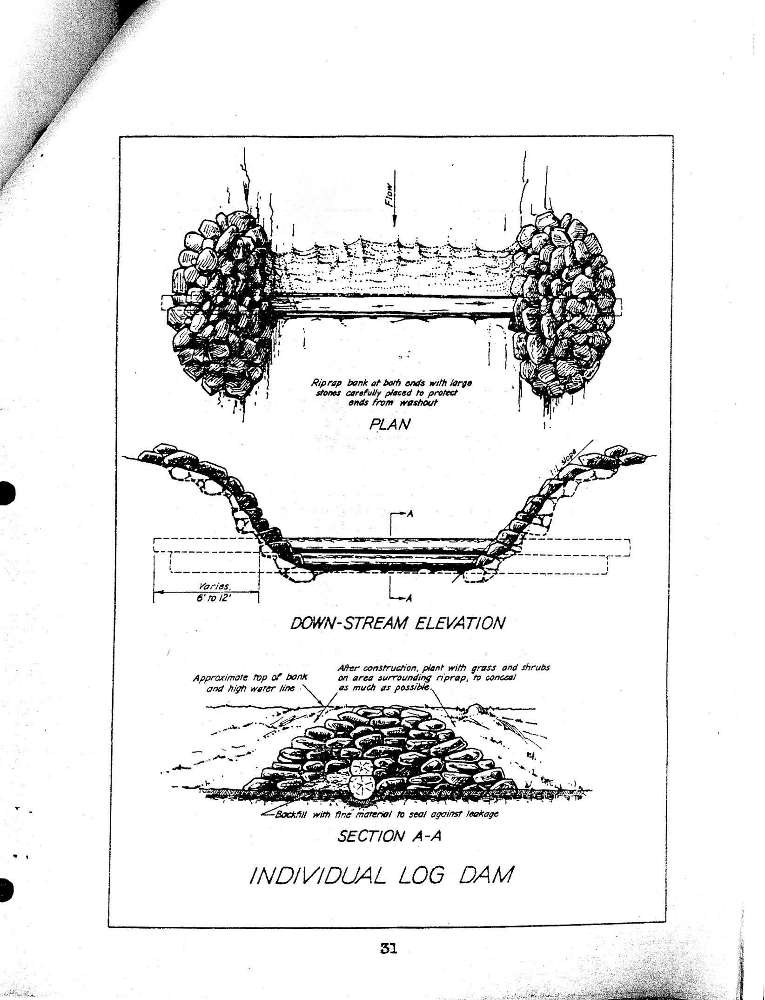 Flow
Riprap bank at both ends with large
stones carefully placed to protect
ends from washout
PLAN
1:1 slope
A
Varies,
6' to 12'
A
DOWN-STREAM ELEVATION
Approximate top of bank
and high water line
After construction, plant with grass and shrubs
on area surrounding riprap, to conceal
as much as possible.
Backfill with fine material to seal against leakage
SECTION A-A
INDIVIDUAL LOG DAM
31